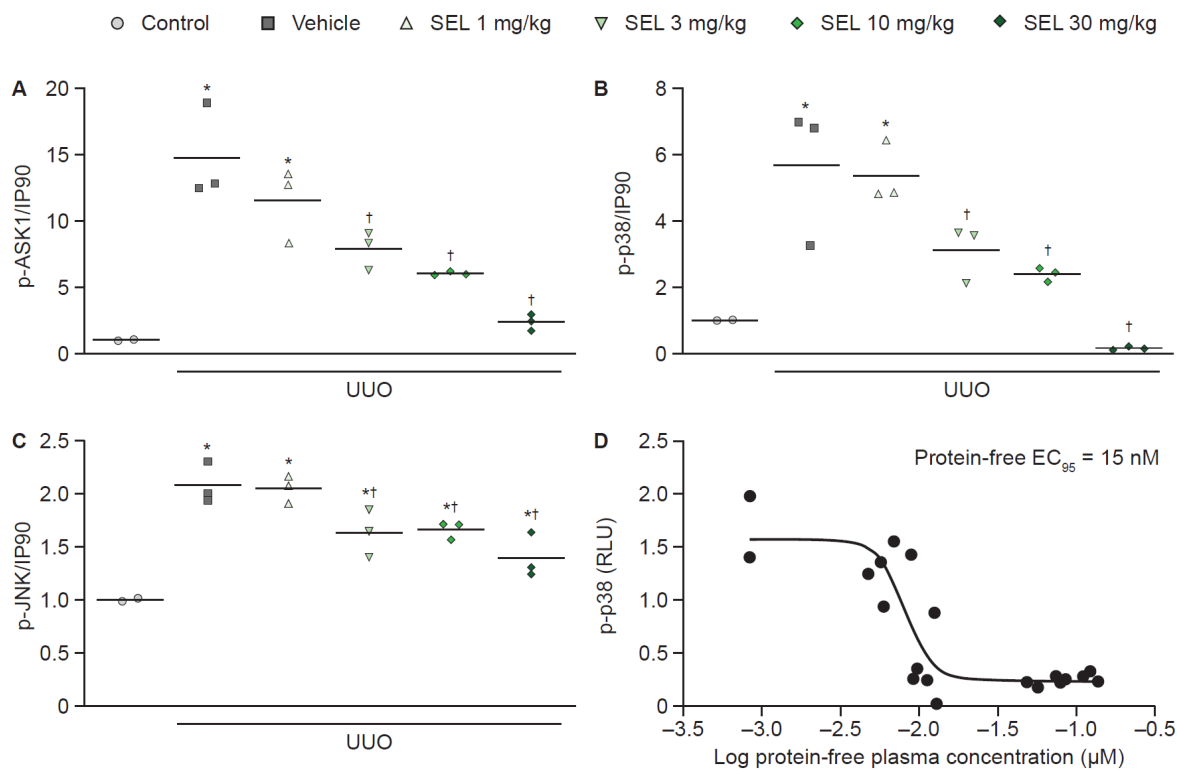 Control Vehicle SEL 1 mg/kg SEL 3 mg/kg SEL 10 mg/kg SEL 30 mg/kg
A
p-ASK1/IP90
20
15
10
5
0
*
*
†
†
†
UUO
B
p-p38/IP90
8
6
4
2
0
*
*
†
†
†
UUO
C
p-JNK/IP90
2.5
2.0
1.5
1.0
0.5
0
*
*
*†
*†
*†
UUO
D
p-p38 (RLU)
2.5
2.0
1.5
1.0
0.5
0
Protein-free EC95 = 15 nM
–3.5 –3.0 –2.5 –2.0 –1.5 –1.0 –0.5
Log protein-free plasma concentration (µM)